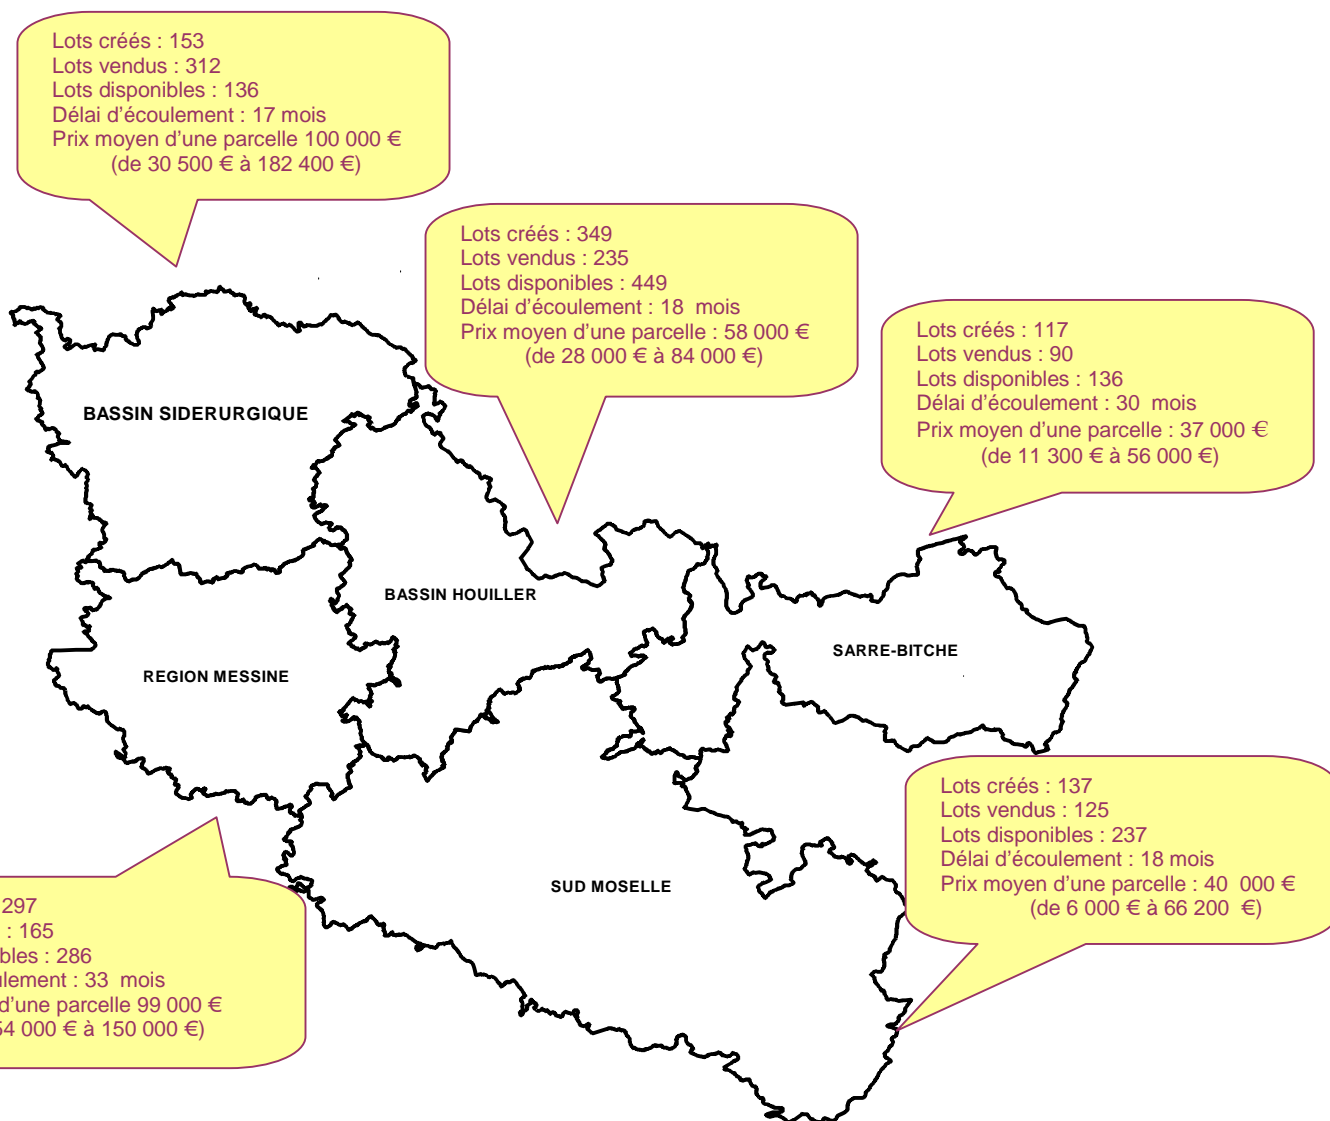 Lots créés : 153
Lots vendus : 312
Lots disponibles : 136
Délai d'écoulement : 17 mois
Prix moyen d'une parcelle 100 000 €
(de 30 500 € à 182 400 €)
Lots créés : 349
Lots vendus : 235
Lots disponibles : 449
Délai d'écoulement : 18 mois
Prix moyen d'une parcelle : 58 000 €
(de 28 000 € à 84 000 €)
Lots créés : 117
Lots vendus : 90
Lots disponibles : 136
Délai d'écoulement : 30 mois
Prix moyen d'une parcelle : 37 000 €
(de 11 300 € à 56 000 €)
BASSIN SIDERURGIQUE
BASSIN HOUILLER
SARRE-BITCHE
REGION MESSINE
SUD MOSELLE
Lots créés : 137
Lots vendus : 125
Lots disponibles : 237
Délai d'écoulement : 18 mois
Prix moyen d'une parcelle : 40 000 €
(de 6 000 € à 66 200 €)
297
: 165
bles : 286
ulement : 33 mois
d'une parcelle 99 000 €
54 000 € à 150 000 €)